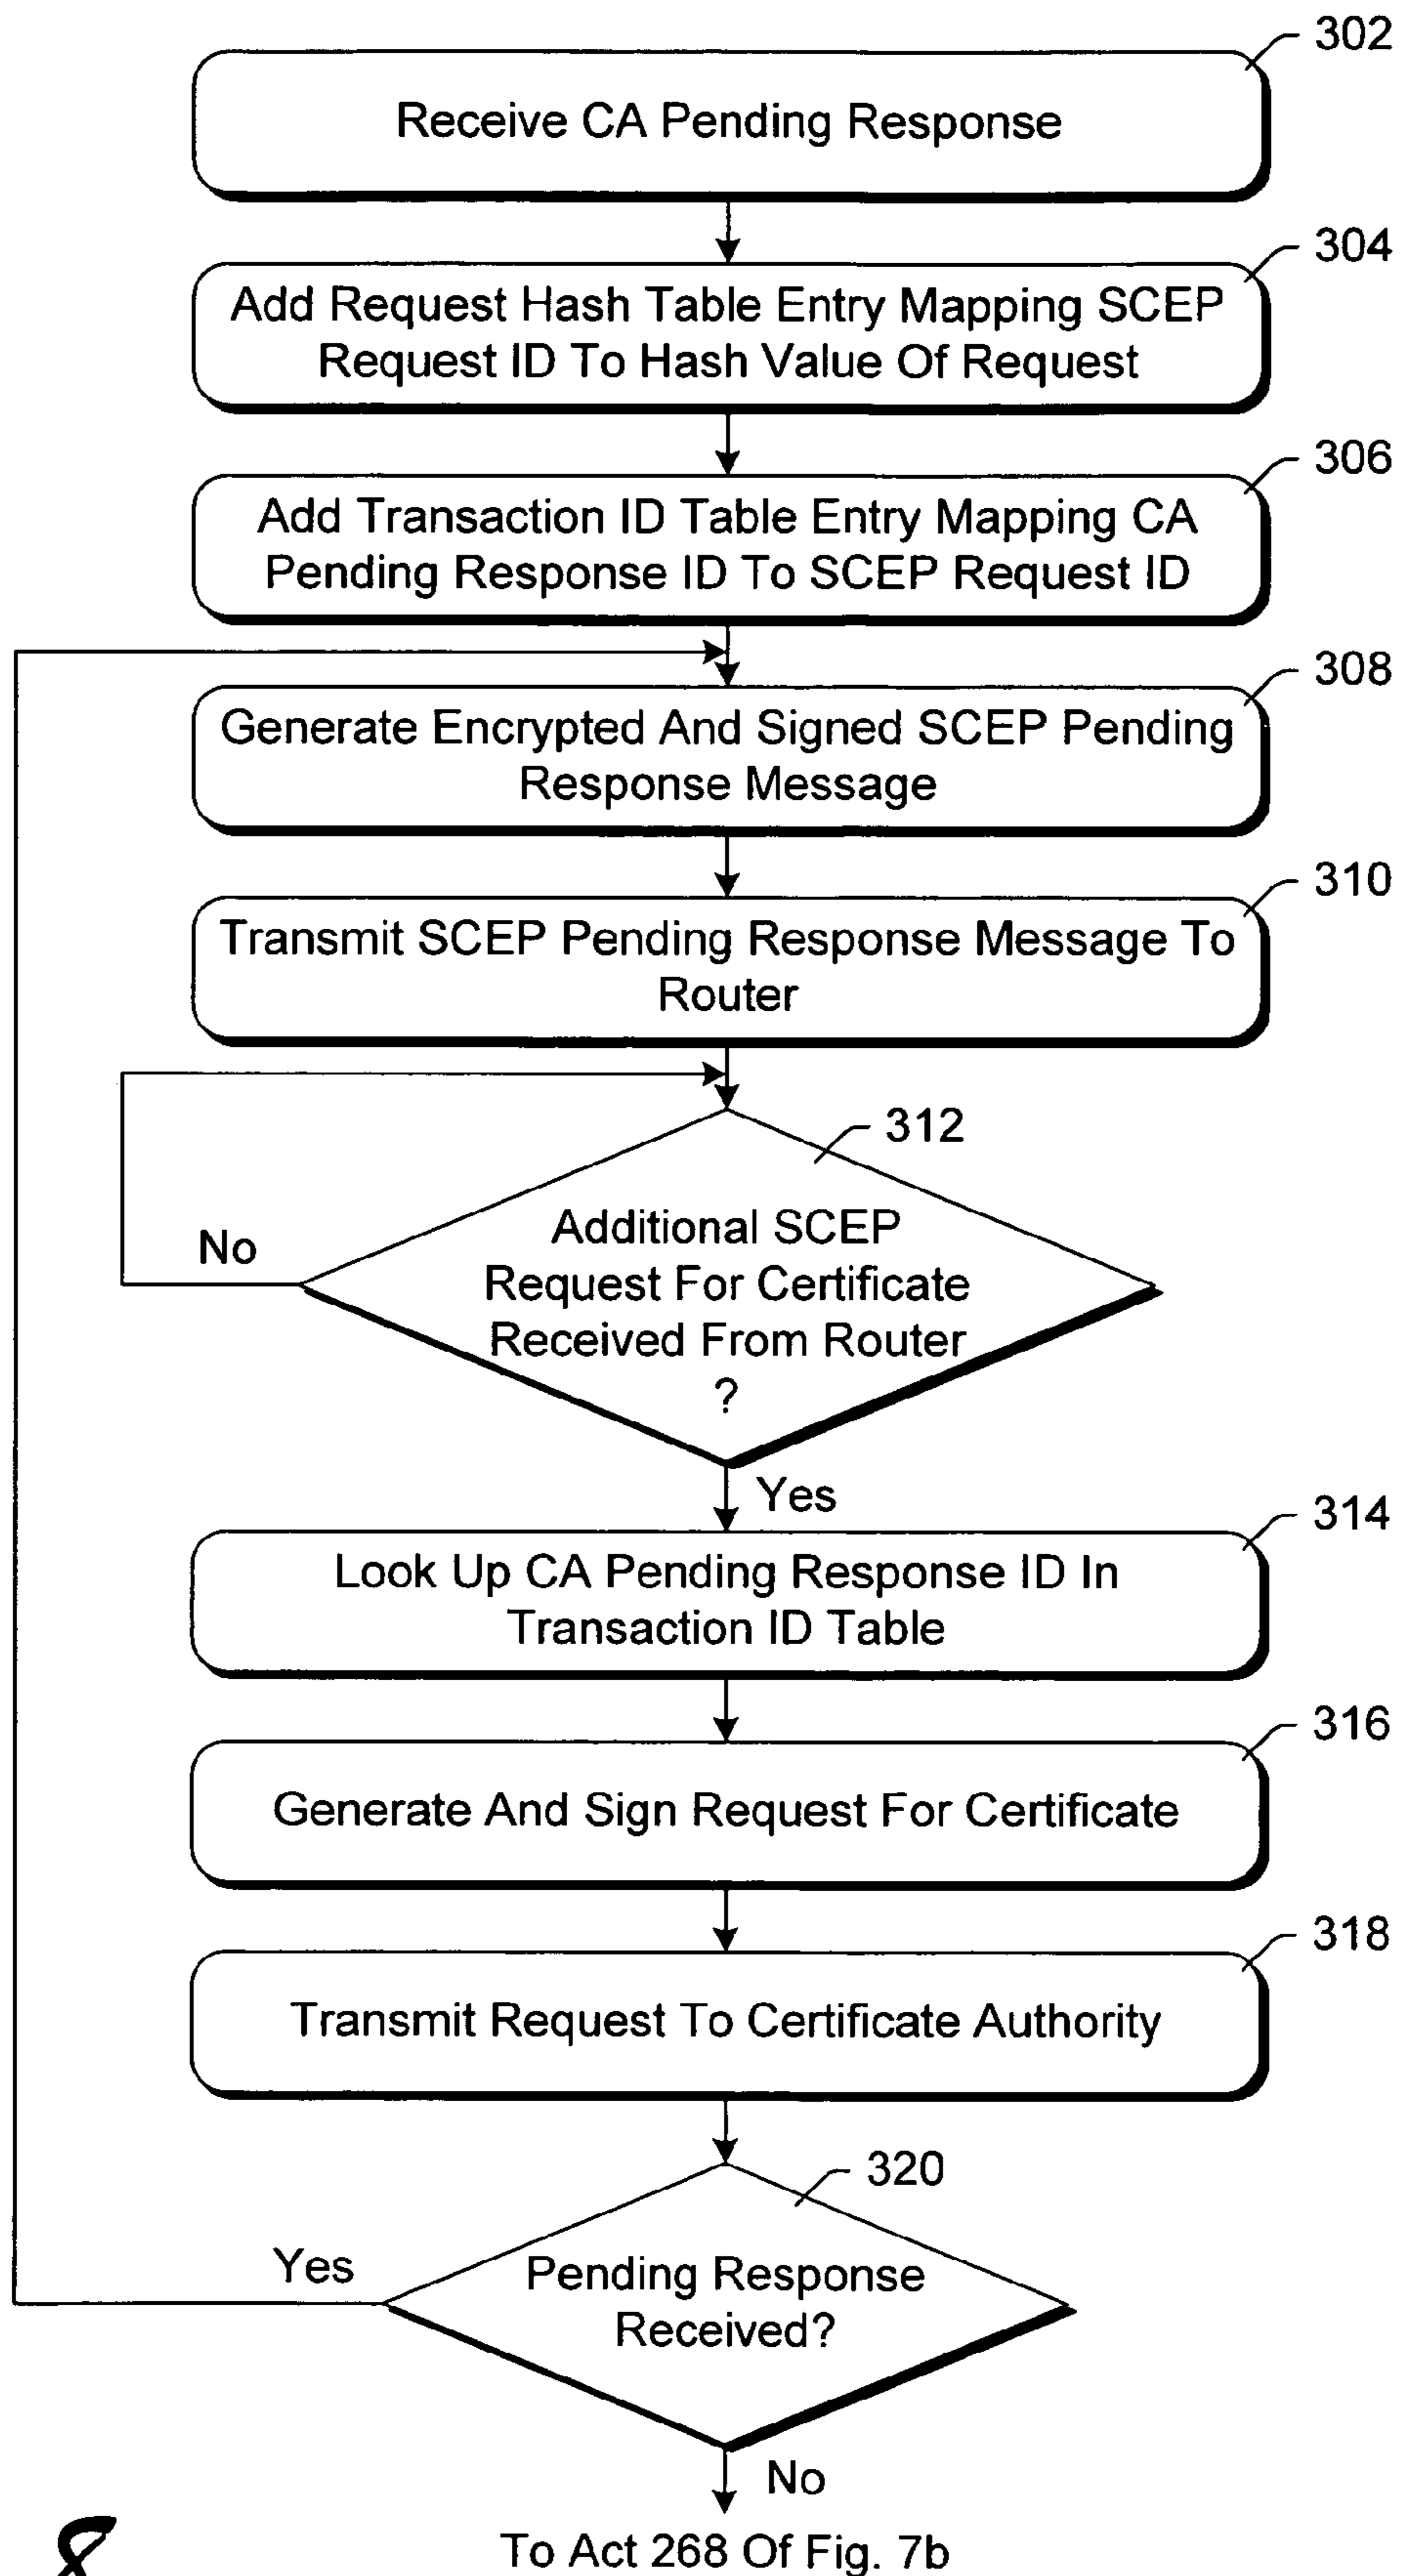 302
Receive CA Pending Response
304
Add Request Hash Table Entry Mapping SCEP
Request ID To Hash Value Of Request
306
Add Transaction ID Table Entry Mapping CA
Pending Response ID To SCEP Request ID
308
Generate Encrypted And Signed SCEP Pending
Response Message
310
Transmit SCEP Pending Response Message To
Router
312
Additional SCEP
Request For Certificate
Received From Router
?
No
Yes
314
Look Up CA Pending Response ID In
Transaction ID Table
316
Generate And Sign Request For Certificate
318
Transmit Request To Certificate Authority
320
Pending Response
Received?
Yes
No
To Act 268 Of Fig. 7b
8